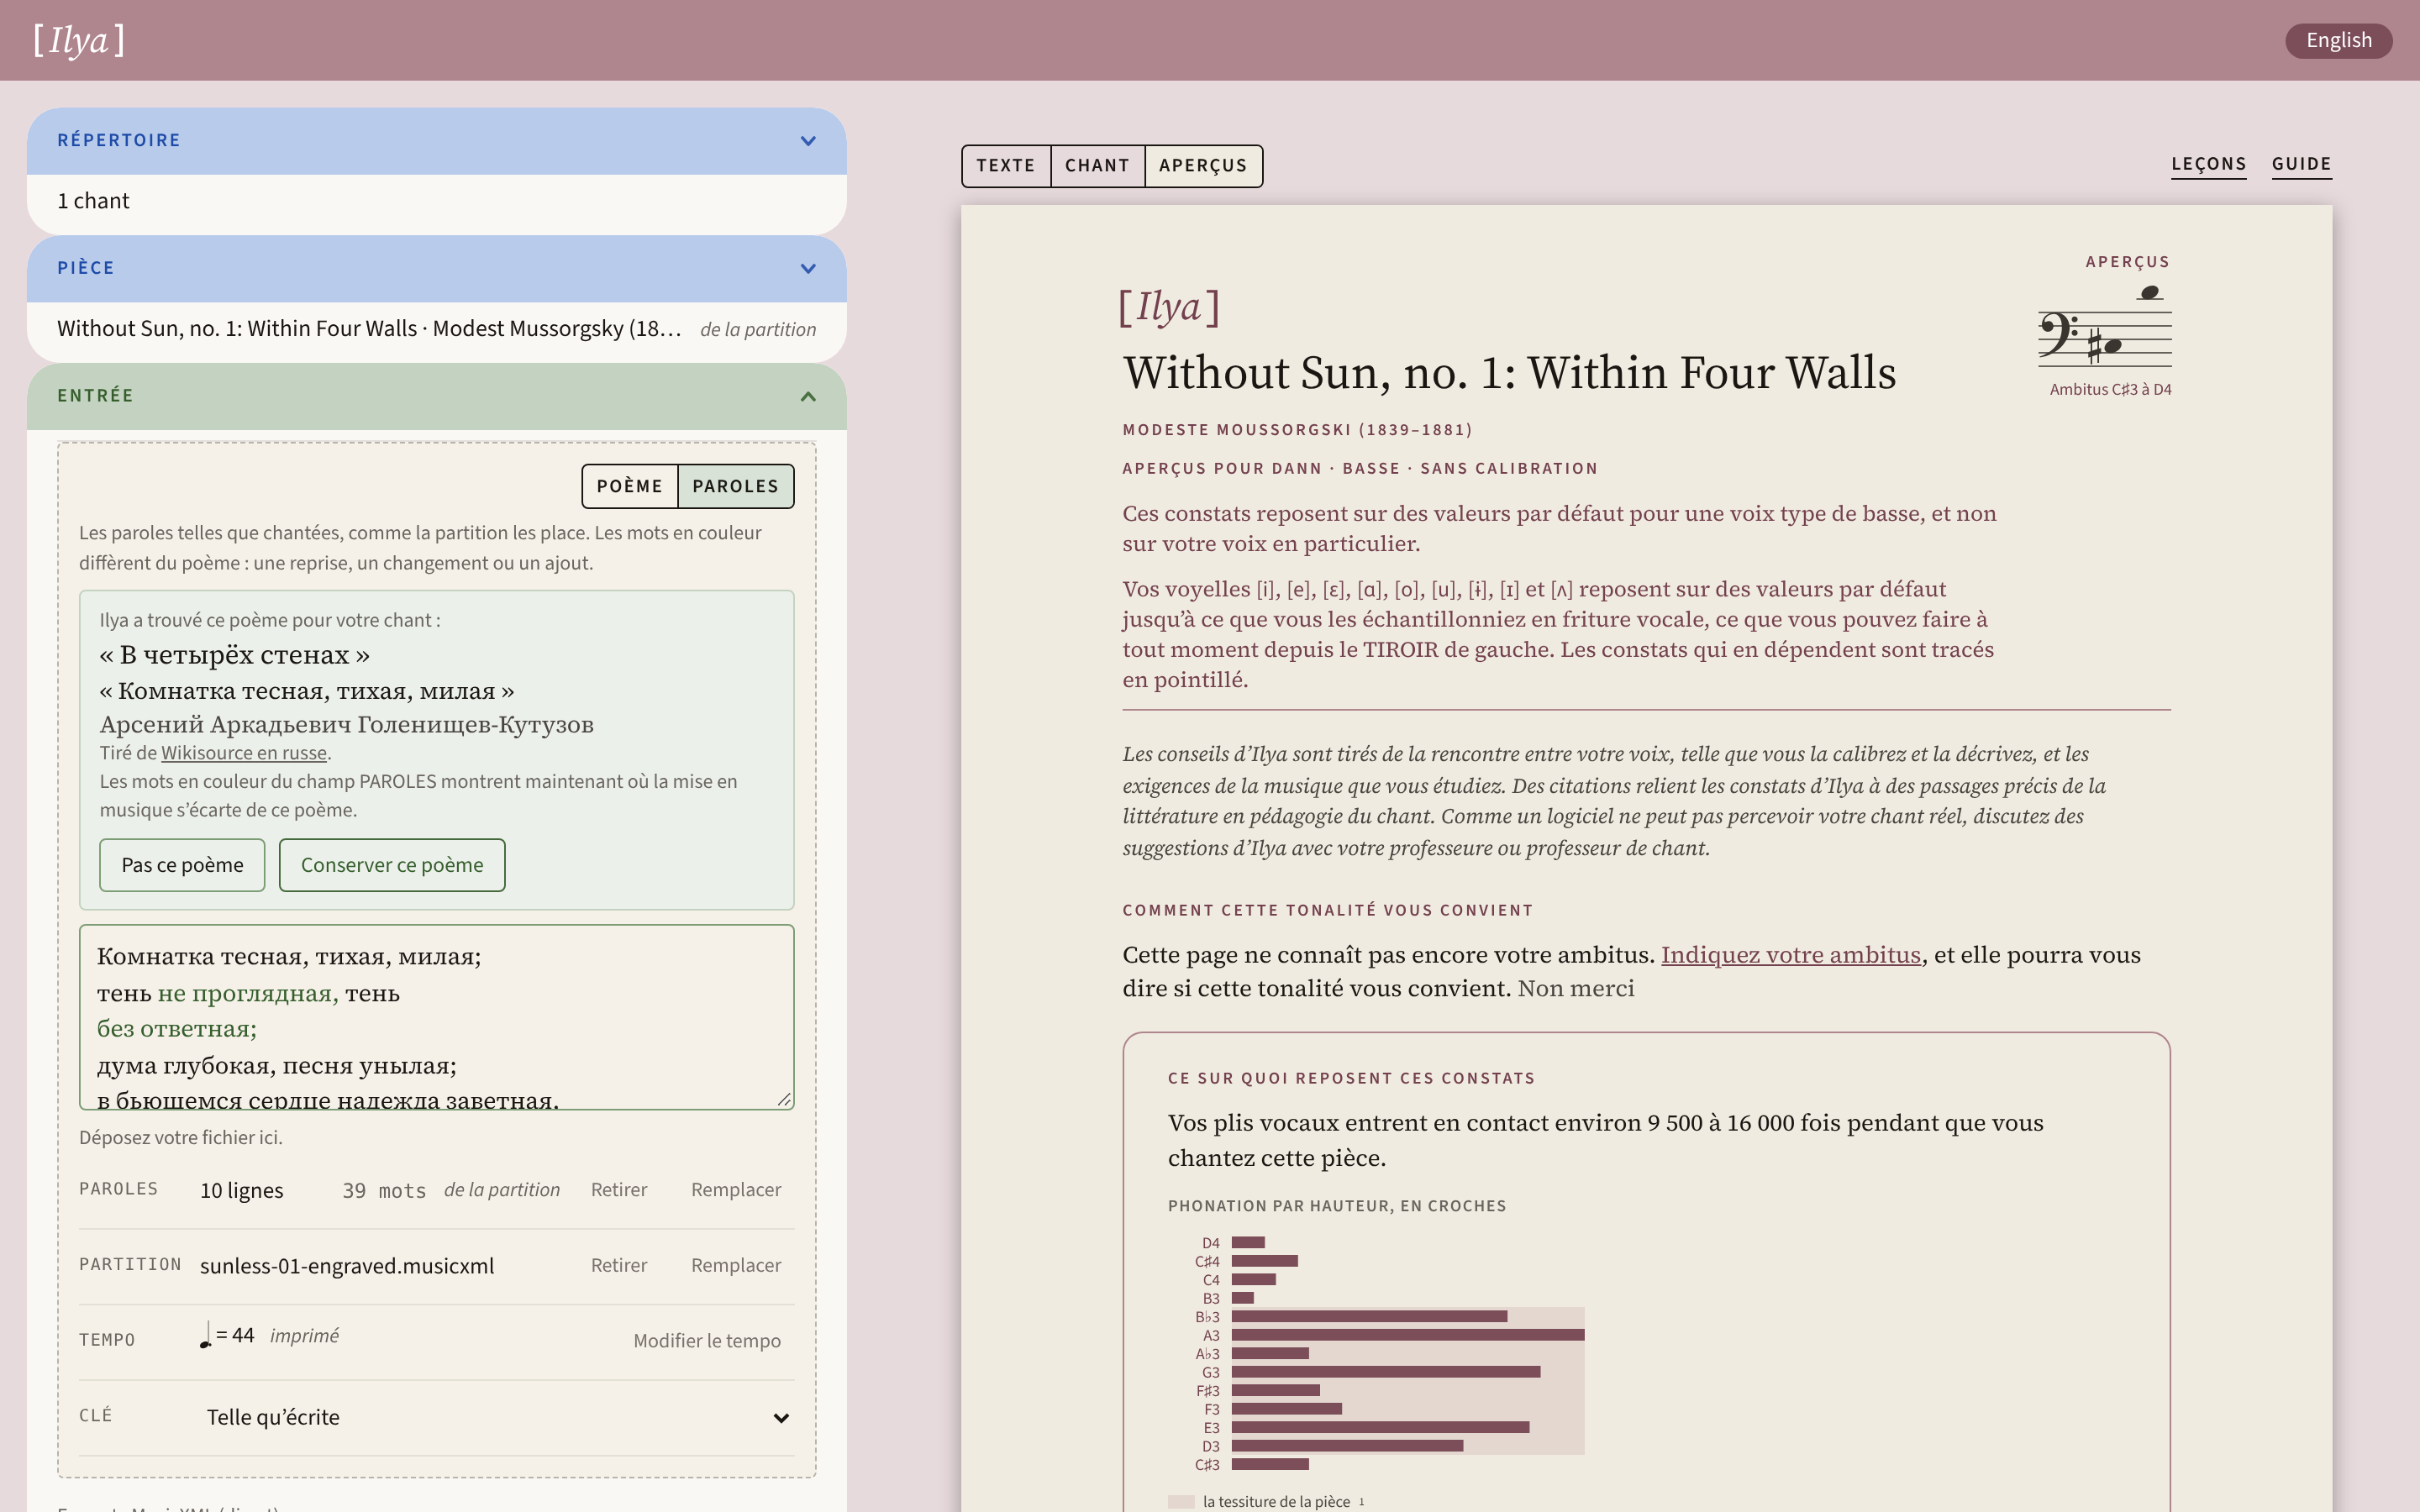 [Ilya]
English
RÉPERTOIRE
1 chant
PIÈCE
Without Sun, no. 1: Within Four Walls · Modest Mussorgsky (18… de la partition
ENTRÉE
POÈME PAROLES
Les paroles telles que chantées, comme la partition les place. Les mots en couleur
diffèrent du poème : une reprise, un changement ou un ajout.
Ilya a trouvé ce poème pour votre chant :
« В четырёх стенах »
« Комнатка тесная, тихая, милая »
Арсений Аркадьевич Голенищев-Кутузов
Tiré de Wikisource en russe.
Les mots en couleur du champ PAROLES montrent maintenant où la mise en
musique s’écarte de ce poème.
Pas ce poème Conserver ce poème
Комнатка тесная, тихая, милая;
тень не проглядная, тень
без ответная;
дума глубокая, песня унылая;
в бьющемся сердце надежда заветная.
Déposez votre fichier ici.
PAROLES 10 lignes 39 mots de la partition Retirer Remplacer
PARTITION sunless-01-engraved.musicxml Retirer Remplacer
TEMPO = 44 imprimé Modifier le tempo
CLÉ Telle qu’écrite
TEXTE CHANT APERÇUS
LEÇONS GUIDE
APERÇUS
[Ilya]
Without Sun, no. 1: Within Four Walls
Ambitus C♯3 à D4
MODESTE MOUSSORGSKI (1839–1881)
APERÇUS POUR DANN · BASSE · SANS CALIBRATION
Ces constats reposent sur des valeurs par défaut pour une voix type de basse, et non
sur votre voix en particulier.
Vos voyelles [i], [e], [ɛ], [ɑ], [o], [u], [ɨ], [ɪ] et [ʌ] reposent sur des valeurs par défaut
jusqu’à ce que vous les échantillonniez en friture vocale, ce que vous pouvez faire à
tout moment depuis le TIROIR de gauche. Les constats qui en dépendent sont tracés
en pointillé.
Les conseils d’Ilya sont tirés de la rencontre entre votre voix, telle que vous la calibrez et la décrivez, et les
exigences de la musique que vous étudiez. Des citations relient les constats d’Ilya à des passages précis de la
littérature en pédagogie du chant. Comme un logiciel ne peut pas percevoir votre chant réel, discutez des
suggestions d’Ilya avec votre professeure ou professeur de chant.
COMMENT CETTE TONALITÉ VOUS CONVIENT
Cette page ne connaît pas encore votre ambitus. Indiquez votre ambitus, et elle pourra vous
dire si cette tonalité vous convient. Non merci
CE SUR QUOI REPOSENT CES CONSTATS
Vos plis vocaux entrent en contact environ 9 500 à 16 000 fois pendant que vous
chantez cette pièce.
PHONATION PAR HAUTEUR, EN CROCHES
D4
C♯4
C4
B3
B♭3
A3
A♭3
G3
F♯3
F3
E3
D3
C♯3
la tessiture de la pièce 1